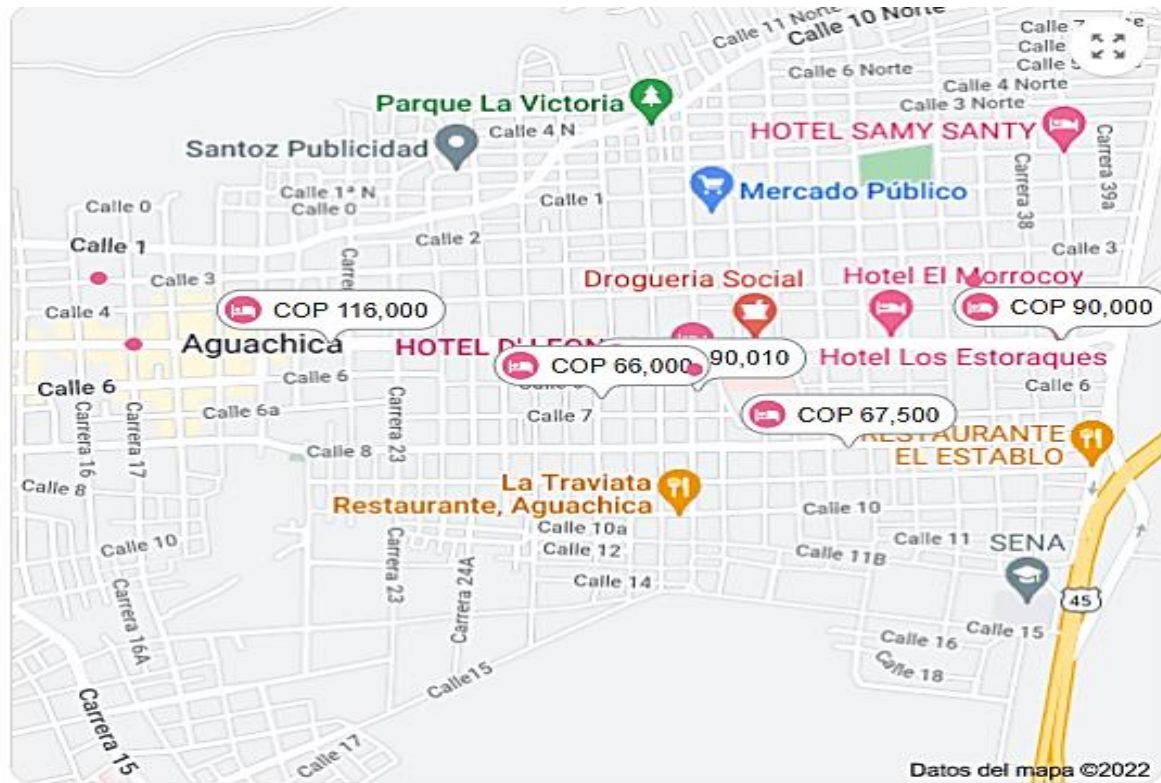 Calle 11 Norte
Calle 10 Norte
Calle 6 Norte
Calle 4 Norte
Calle 3 Norte
Parque La Victoria
Calle 4 N
HOTEL SAMY SANTY
Carrera 39a
Santoz Publicidad
Carrera 38
Calle 1ª N
Mercado Público
Calle 0
Calle 0
Calle 1
Calle 1
Calle 2
Calle 3
Calle 3
Drogueria Social
Hotel El Morrocoy
Calle 4
COP 116,000
COP 90,000
Aguachica
HOTEL D'LEON
COP 66,000
90,010
Hotel Los Estoraques
Calle 6
Calle 6
Calle 6
Calle 6a
Calle 7
COP 67,500
Carrera 16
Carrera 17
Carrera 23
RESTAURANTE
EL ESTABLO
Calle 8
Calle 8
La Traviata
Restaurante, Aguachica
Calle 10
Calle 10a
Calle 10
Calle 12
Calle 11B
Calle 11
SENA
Carrera 23
Carrera 24A
Calle 14
45
Carrera 16A
Calle 15
Calle 16
Calle15
Calle 18
Carrera 15
Calle 17
Datos del mapa ©2022